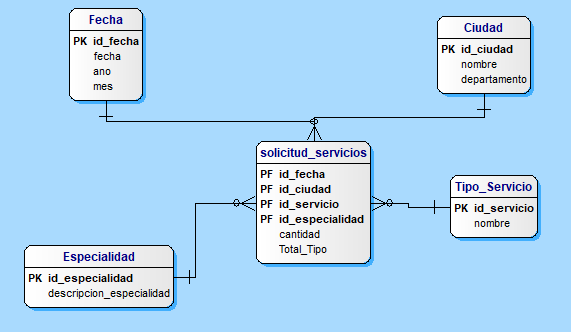 Fecha
PK id_fecha
fecha
ano
mes
Ciudad
PK id_ciudad
nombre
departamento
solicitud_servicios
PF id_fecha
PF id_ciudad
PF id_servicio
PF id_especialidad
cantidad
Total_Tipo
Tipo_Servicio
PK id_servicio
nombre
Especialidad
PK id_especialidad
descripcion_especialidad